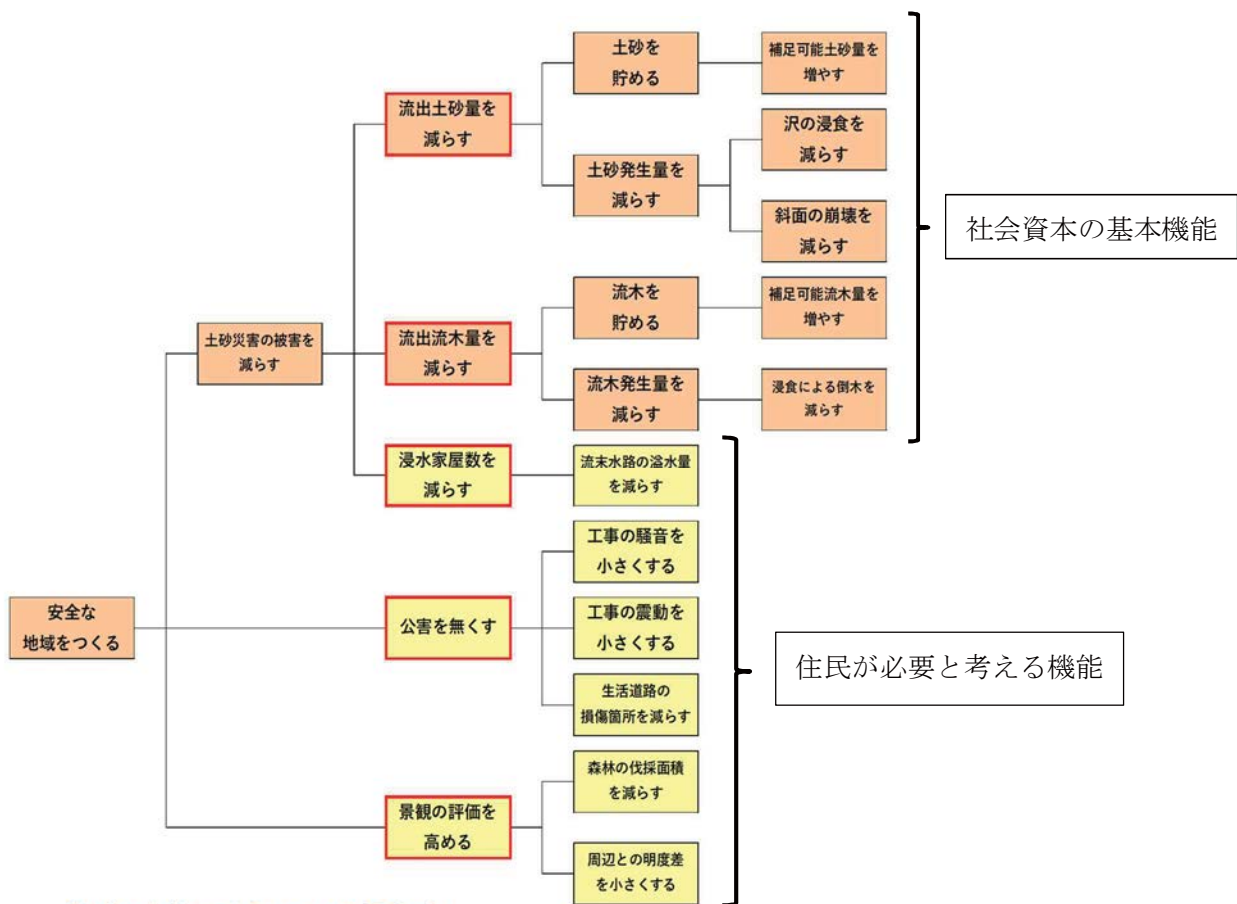 土砂を
貯める
補足可能土砂量を
増やす
流出土砂量を
減らす
沢の浸食を
減らす
土砂発生量を
減らす
斜面の崩壊を
減らす
社会資本の基本機能
流木を
貯める
補足可能流木量を
増やす
土砂災害の被害を
減らす
流出流木量を
減らす
流木発生量を
減らす
浸食による倒木を
減らす
浸水家屋数を
減らす
流末水路の溢水量
を減らす
工事の騒音を
小さくする
安全な
地域をつくる
公害を無くす
工事の震動を
小さくする
住民が必要と考える機能
生活道路の
損傷箇所を減らす
森林の伐採面積
を減らす
景観の評価を
高める
周辺との明度差
を小さくする